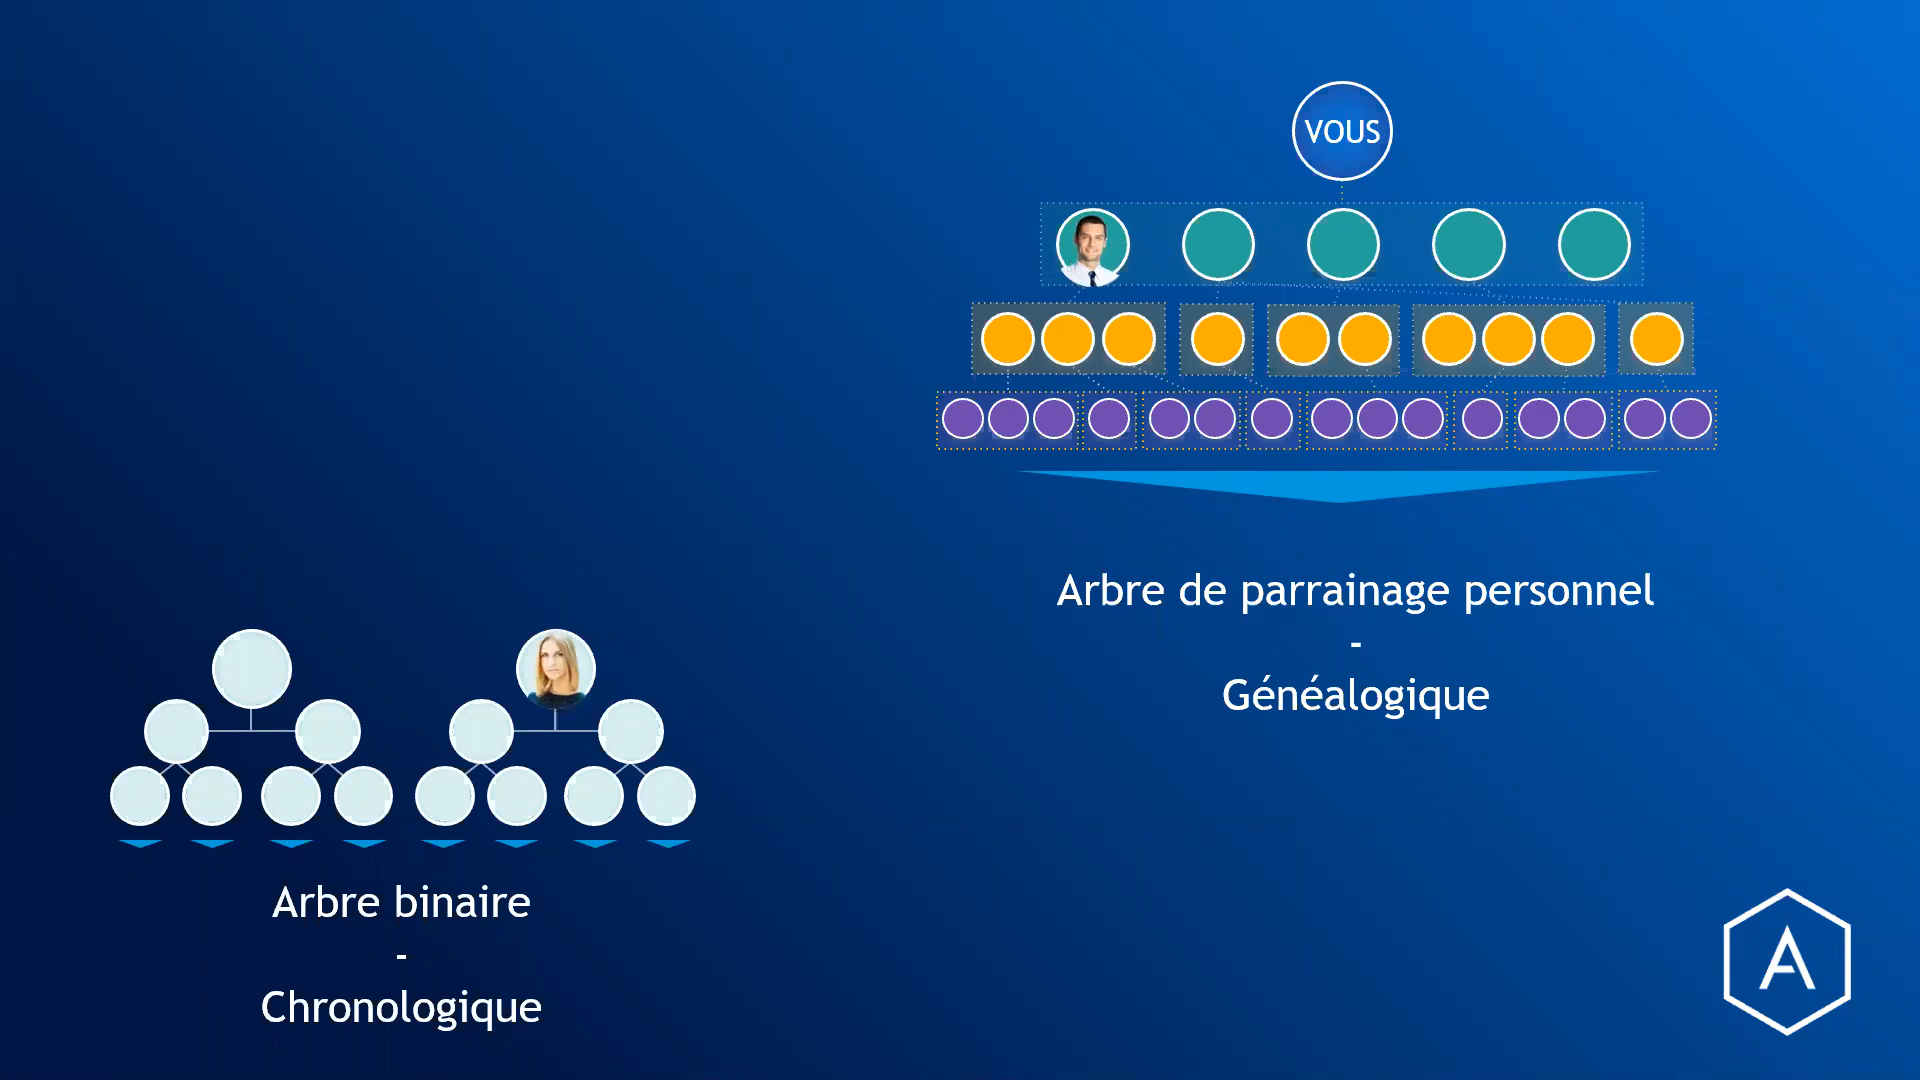 VOUS
Arbre de parrainage personnel
-
Généalogique
Arbre binaire
-
Chronologique
A